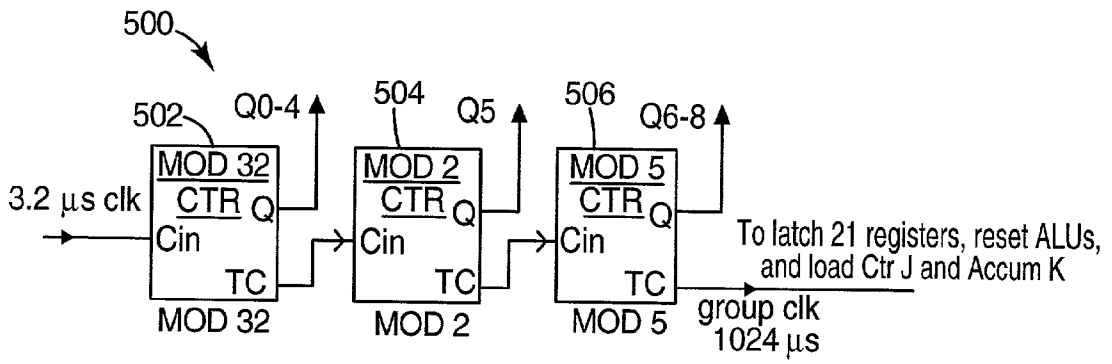 500
502
Q0-4
504
Q5
506
Q6-8
MOD 32
CTR
Q
3.2 µs clk
Cin
TC
MOD 32
MOD 2
CTR
Q
Cin
TC
MOD 2
MOD 5
CTR
Q
Cin
TC
MOD 5
To latch 21 registers, reset ALUs,
and load Ctr J and Accum K
group clk
1024 µs